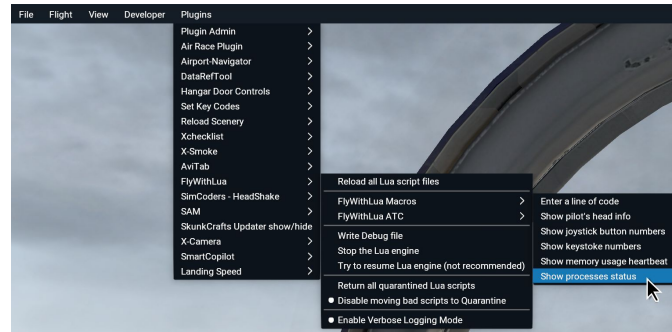 File Flight View Developer Plugins
Plugin Admin
Air Race Plugin
Airport-Navigator
DataRefTool
Hangar Door Controls
Set Key Codes
Reload Scenery
Xchecklist
X-Smoke
AviTab
FlyWithLua
SimCoders - HeadShake
SAM
SkunkCrafts Updater show/hide
X-Camera
SmartCopilot
Landing Speed
Reload all Lua script files
FlyWithLua Macros
FlyWithLua ATC
Write Debug file
Stop the Lua engine
Try to resume Lua engine (not recommended)
Return all quarantined Lua scripts
Disable moving bad scripts to Quarantine
Enable Verbose Logging Mode
Enter a line of code
Show pilot's head info
Show joystick button numbers
Show keystoke numbers
Show memory usage heartbeat
Show processes status